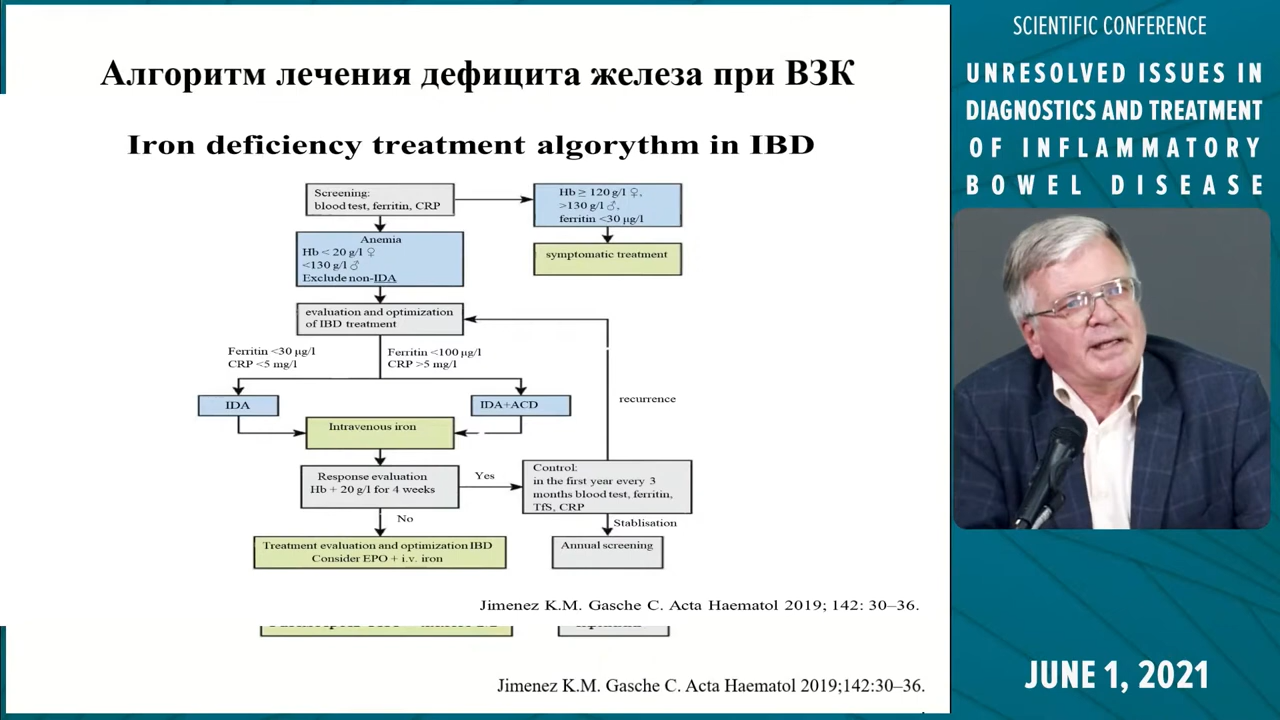 Алгоритм лечения дефицита железа при ВЗК
Iron deficiency treatment algorythm in IBD
Screening:
blood test, ferritin, CRP
Hb ≥ 120 g/l ♀,
>130 g/l ♂,
ferritin <30 µg/l
symptomatic treatment
Anemia
Hb < 20 g/l ♀
<130 g/l ♂
Exclude non-IDA
evaluation and optimization
of IBD treatment
Ferritin <30 µg/l
CRP <5 mg/l
Ferritin <100 µg/l
CRP >5 mg/l
IDA
IDA+ACD
recurrence
Intravenous iron
Response evaluation
Hb + 20 g/l for 4 weeks
Yes
Control:
in the first year every 3
months blood test, ferritin,
TfS, CRP
No
Stablisation
Treatment evaluation and optimization IBD
Consider EPO + i.v. iron
Annual screening
Jimenez K.M. Gasche C. Acta Haematol 2019; 142: 30–36.
Jimenez K.M. Gasche C. Acta Haematol 2019;142:30–36.
SCIENTIFIC CONFERENCE
UNRESOLVED ISSUES IN
DIAGNOSTICS AND TREATMENT
OF INFLAMMATORY
BOWEL DISEASE
JUNE 1, 2021